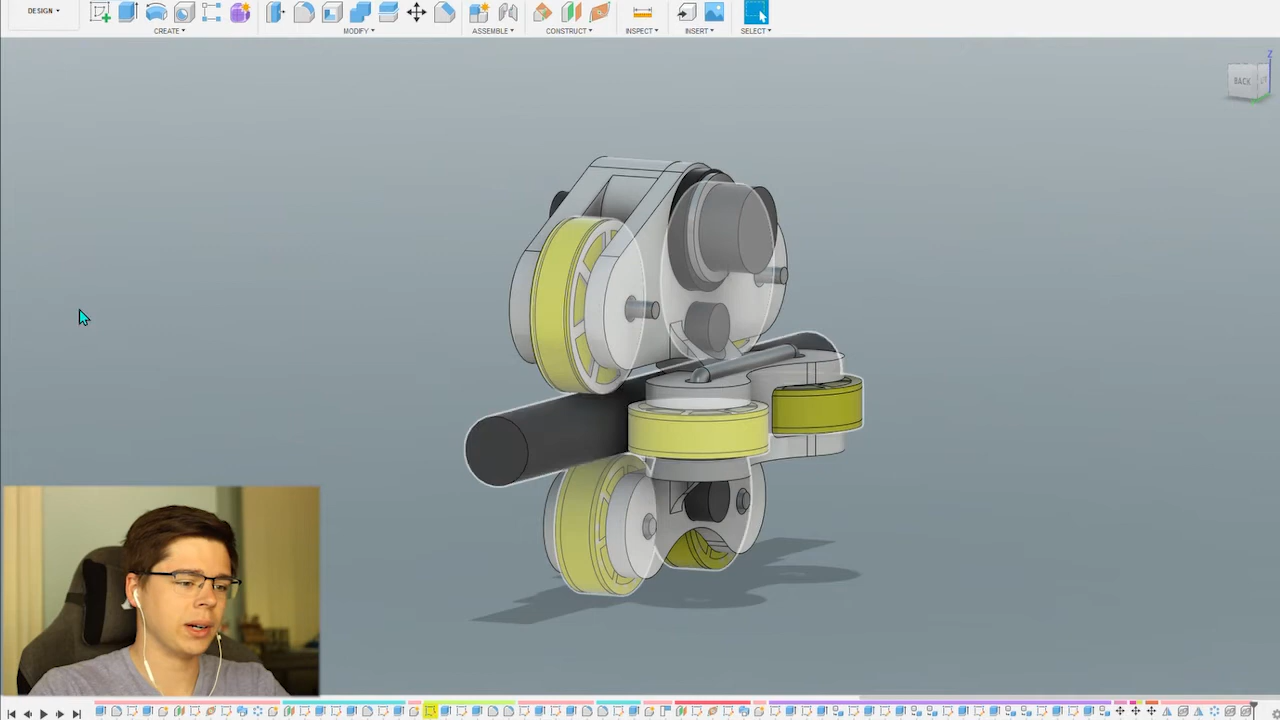 DESIGN
CREATE
MODIFY
ASSEMBLE
CONSTRUCT
INSPECT
INSERT
SELECT
Z
BACK